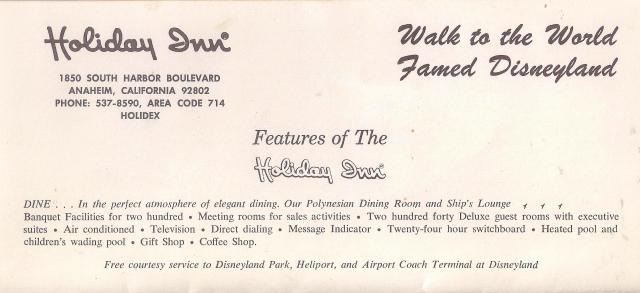 Holiday Inn
1850 SOUTH HARBOR BOULEVARD
ANAHEIM, CALIFORNIA 92802
PHONE: 537-8590, AREA CODE 714
HOLIDEX
Walk to the World
Famed Disneyland
Features of The
Holiday Inn
DINE . . . In the perfect atmosphere of elegant dining. Our Polynesian Dining Room and Ship's Lounge
Banquet Facilities for two hundred • Meeting rooms for sales activities • Two hundred forty Deluxe guest rooms with executive
suites • Air conditioned • Television • Direct dialing • Message Indicator • Twenty-four hour switchboard • Heated pool and
children's wading pool • Gift Shop • Coffee Shop.
Free courtesy service to Disneyland Park, Heliport, and Airport Coach Terminal at Disneyland